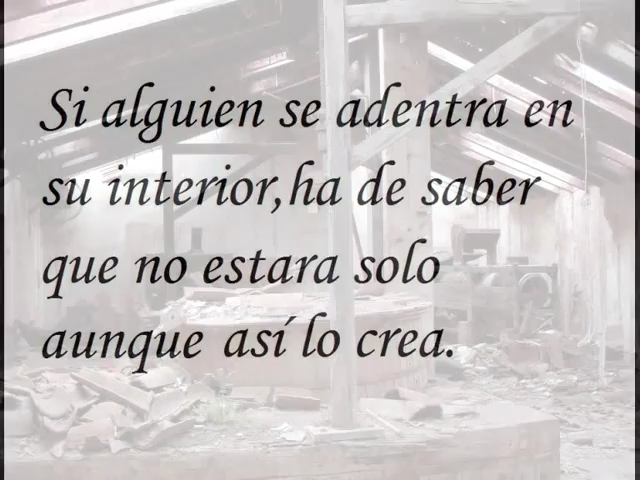 Si alguien se adentra en
su interior,ha de saber
que no estara solo
aunque así lo crea.